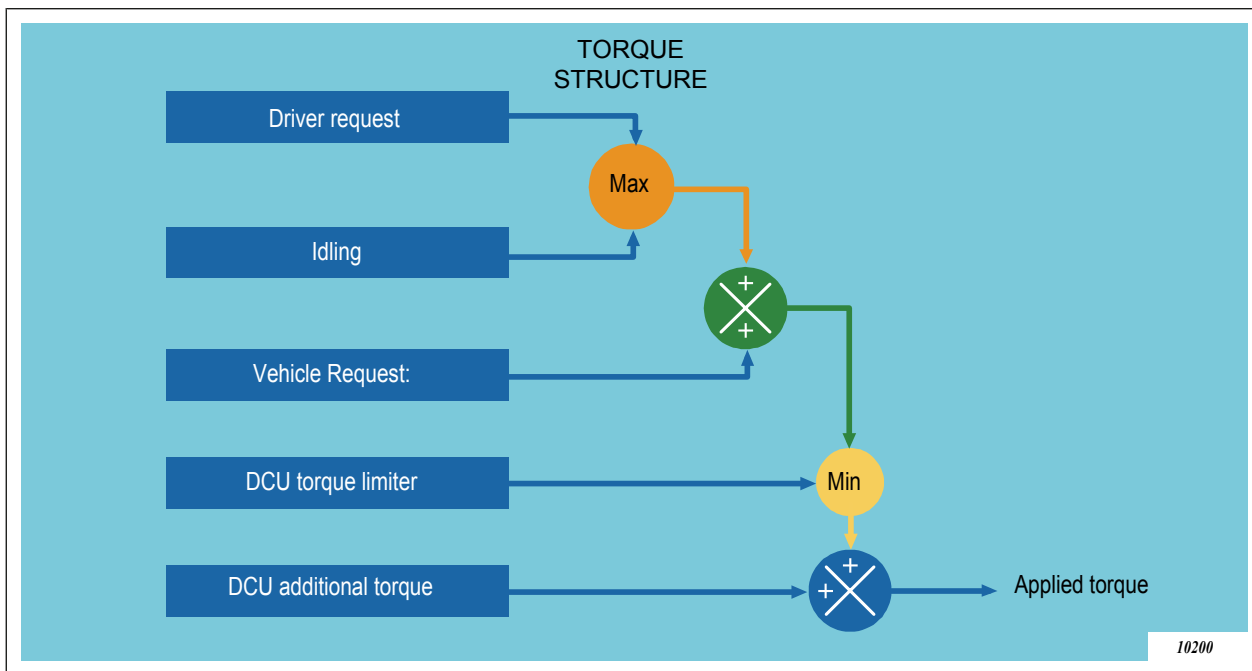 TORQUE
STRUCTURE
Driver request
Max
Idling
+
+
Vehicle Request:
DCU torque limiter
Min
+
+
DCU additional torque
Applied torque
10200